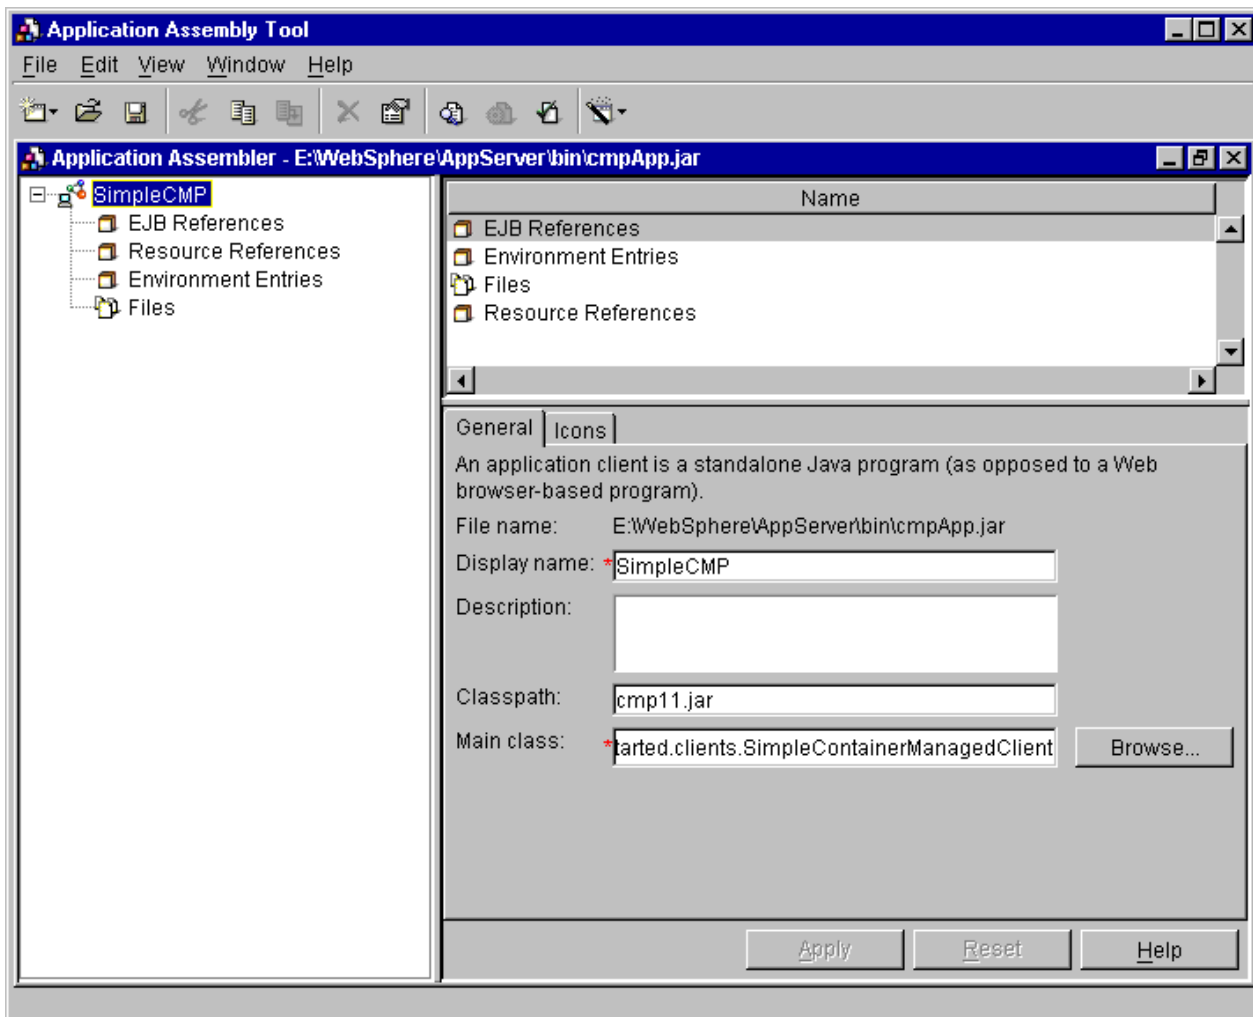 Application Assembly Tool
File Edit View Window Help
Application Assembler - E:\WebSphere\AppServer\bin\cmpApp.jar
SimpleCMP
EJB References
Resource References
Environment Entries
Files
Name
EJB References
Environment Entries
Files
Resource References
General Icons
An application client is a standalone Java program (as opposed to a Web
browser-based program).
File name: E:\WebSphere\AppServer\bin\cmpApp.jar
Display name: *SimpleCMP
Description:
Classpath: cmp11.jar
Main class: *tarted.clients.SimpleContainerManagedClient Browse...
Apply Reset Help